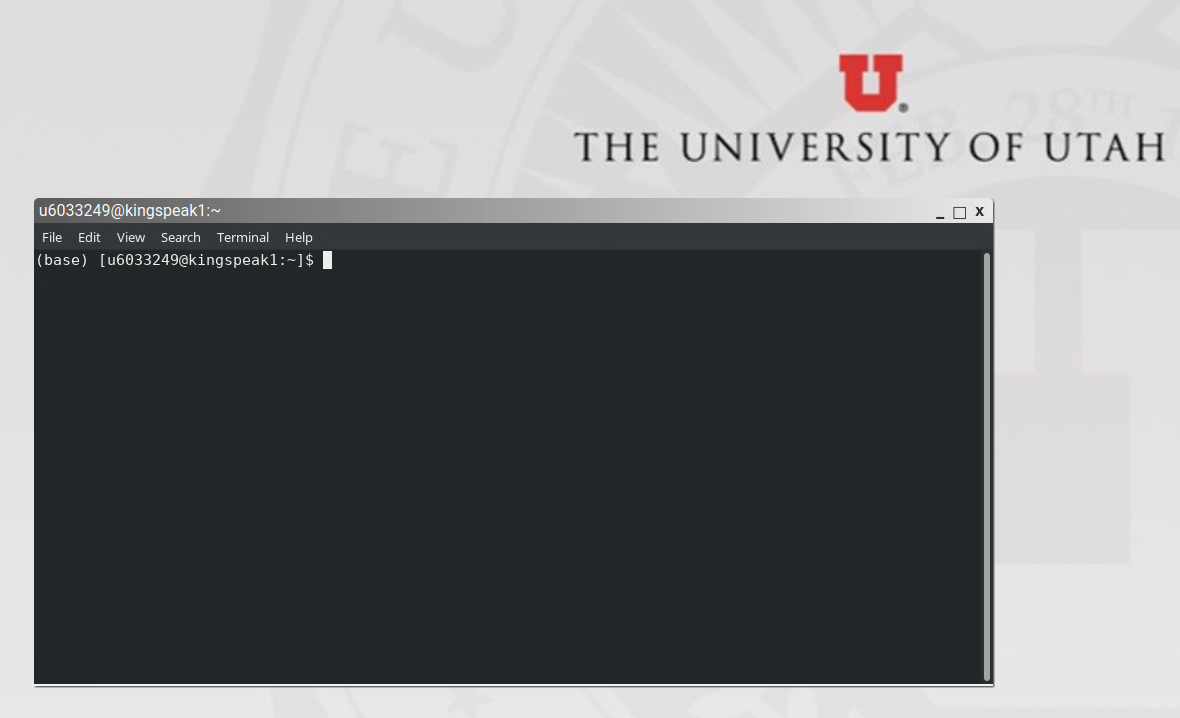 THE UNIVERSITY OF UTAH
u6033249@kingspeak1:~
File Edit View Search Terminal Help
(base) [u6033249@kingspeak1:~]$